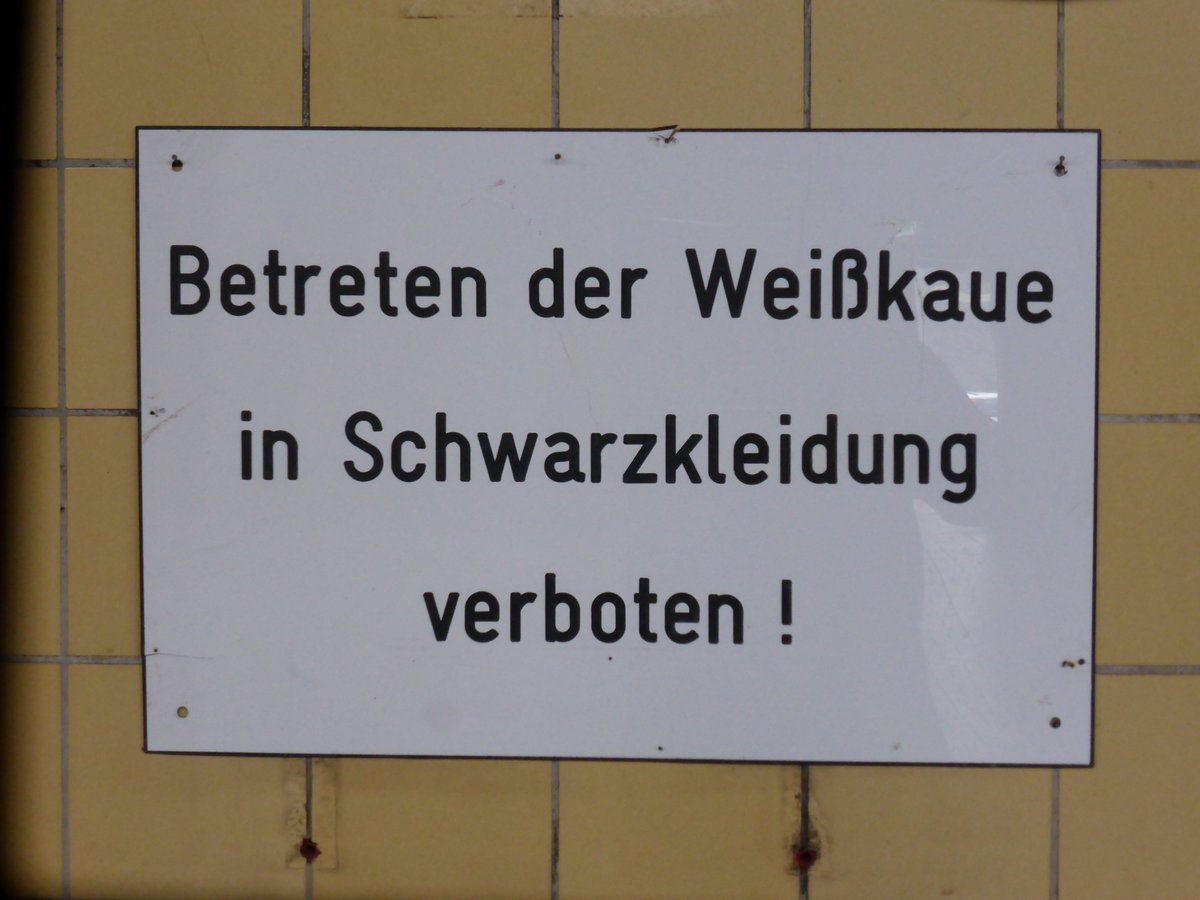 Betreten der Weißkaue
in Schwarzkleidung
verboten !